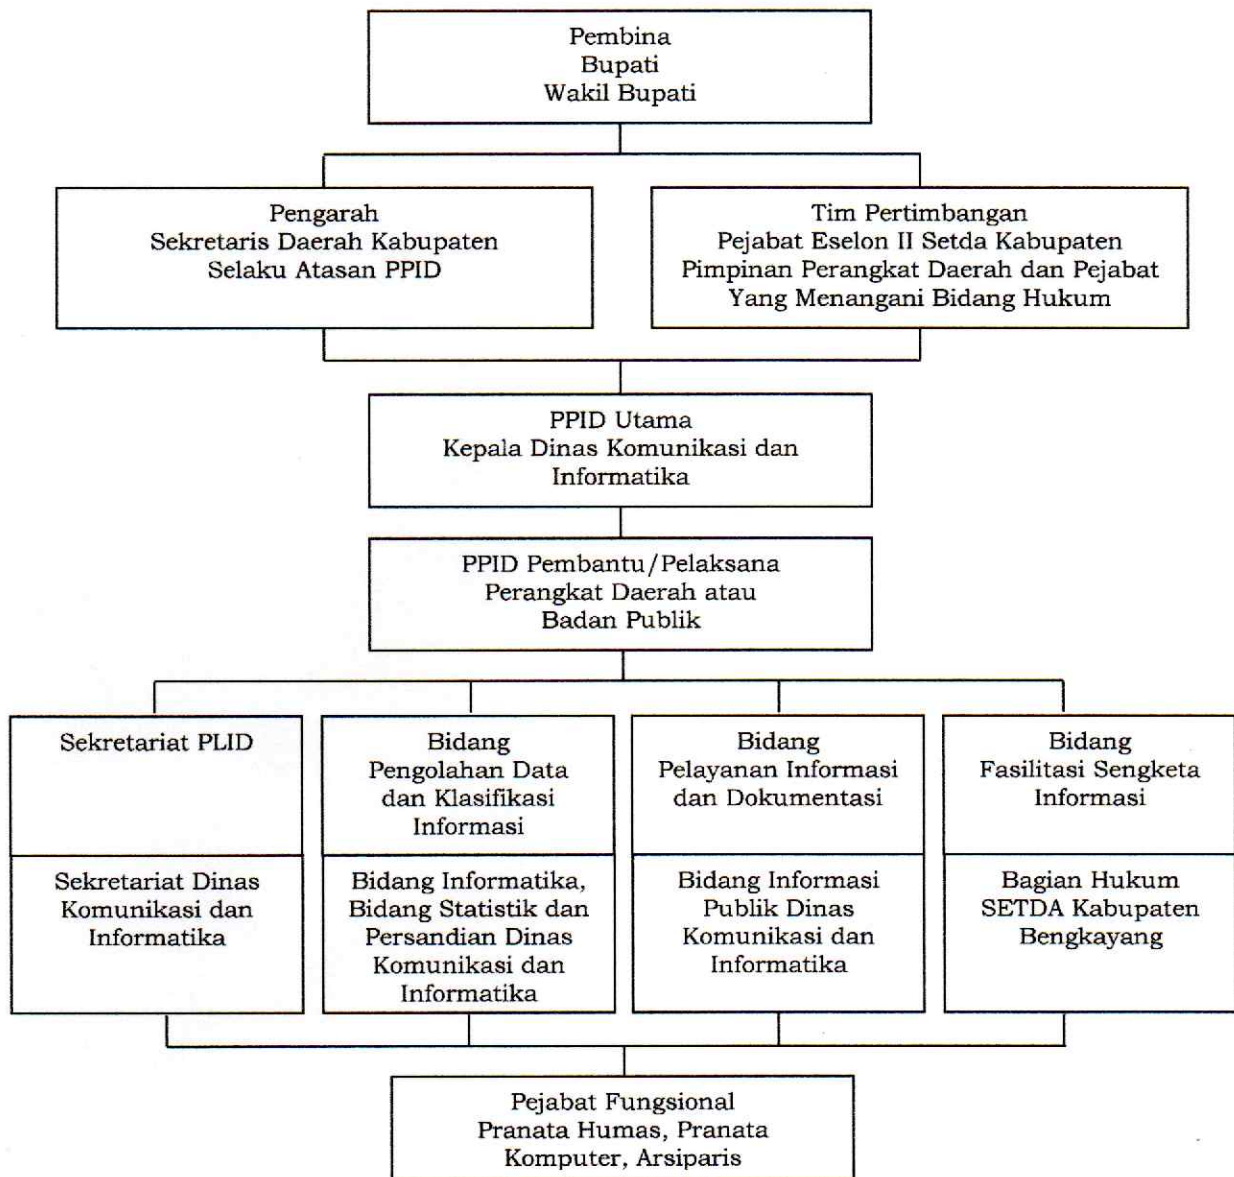 Pembina
Bupati
Wakil Bupati
Pengarah
Sekretaris Daerah Kabupaten
Selaku Atasan PPID
Tim Pertimbangan
Pejabat Eselon II Setda Kabupaten
Pimpinan Perangkat Daerah dan Pejabat
Yang Menangani Bidang Hukum
PPID Utama
Kepala Dinas Komunikasi dan
Informatika
PPID Pembantu/Pelaksana
Perangkat Daerah atau
Badan Publik
Sekretariat PLID
Bidang
Pengolahan Data
dan Klasifikasi
Informasi
Bidang
Pelayanan Informasi
dan Dokumentasi
Bidang
Fasilitasi Sengketa
Informasi
Sekretariat Dinas
Komunikasi dan
Informatika
Bidang Informatika,
Bidang Statistik dan
Persandian Dinas
Komunikasi dan
Informatika
Bidang Informasi
Publik Dinas
Komunikasi dan
Informatika
Bagian Hukum
SETDA Kabupaten
Bengkayang
Pejabat Fungsional
Pranata Humas, Pranata
Komputer, Arsiparis